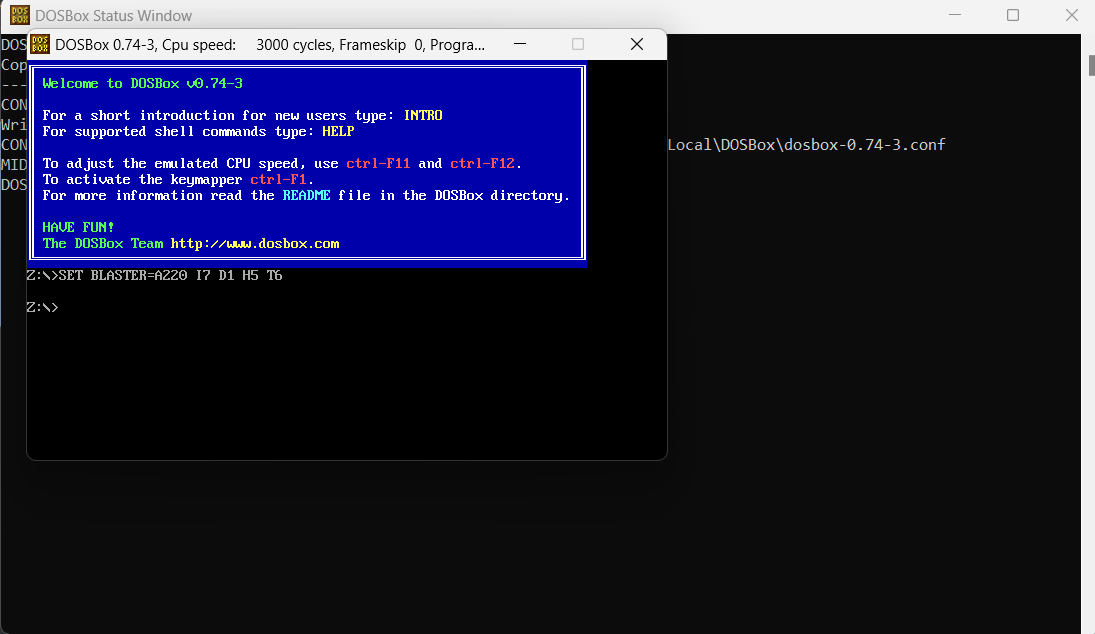 DOSBox Status Window
DOS
Cop
---
CON
Wri
CON
Local\DOSBox\dosbox-0.74-3.conf
MID
DOS
DOSBox 0.74-3, Cpu speed: 3000 cycles, Frameskip 0, Progra...
Welcome to DOSBox v0.74-3
For a short introduction for new users type: INTRO
For supported shell commands type: HELP
To adjust the emulated CPU speed, use ctrl-F11 and ctrl-F12.
To activate the keymapper ctrl-F1.
For more information read the README file in the DOSBox directory.
HAVE FUN!
The DOSBox Team http://www.dosbox.com
Z:\>SET BLASTER=A220 I7 D1 H5 T6
Z:\>